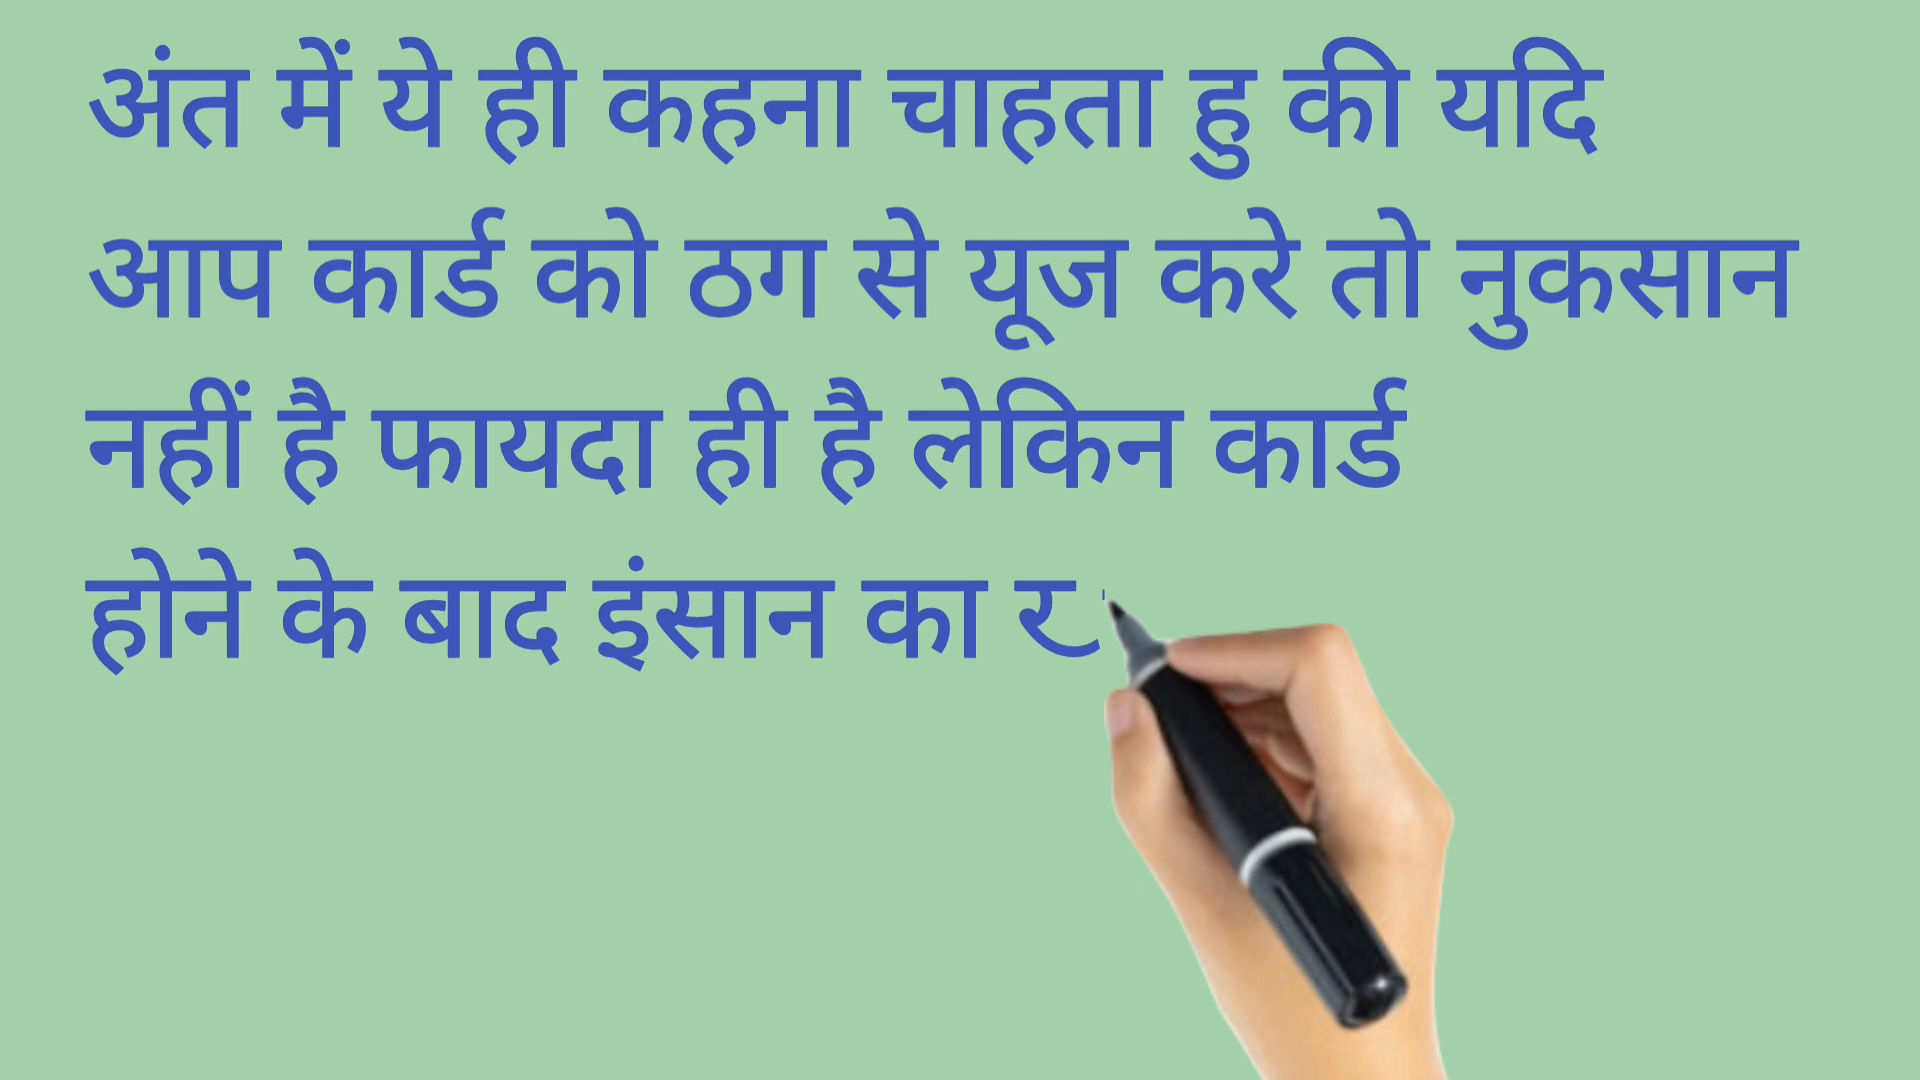 अंत में ये ही कहना चाहता हु की यदि
आप कार्ड को ठग से यूज करे तो नुकसान
नहीं है फायदा ही है लेकिन कार्ड
होने के बाद इंसान का